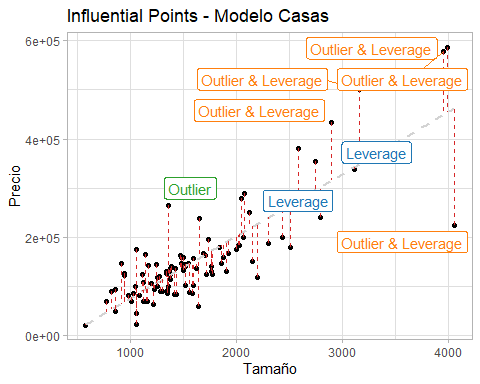 Influential Points - Modelo Casas
6e+05
4e+05
2e+05
0e+00
Precio
Outlier & Leverage
Outlier & Leverage
Outlier & Leverage
Outlier & Leverage
Leverage
Outlier
Leverage
Outlier & Leverage
1000
2000
3000
4000
Tamaño